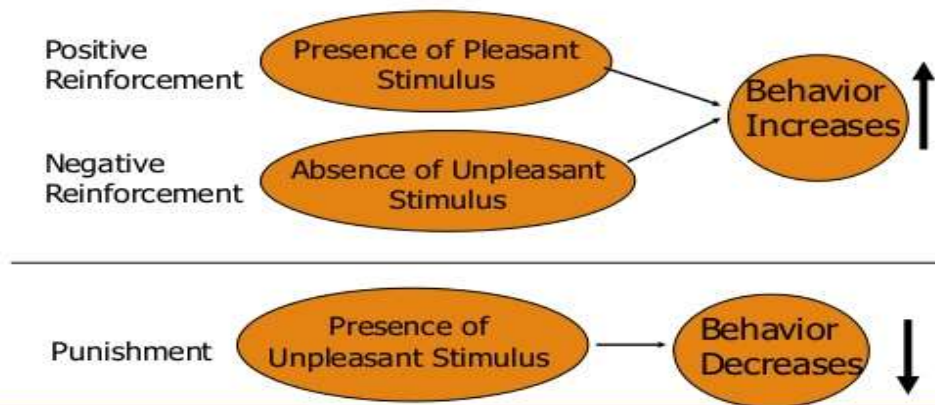 Positive
Reinforcement
Presence of Pleasant
Stimulus
Behavior
Increases
Negative
Reinforcement
Absence of Unpleasant
Stimulus
Punishment
Presence of
Unpleasant Stimulus
Behavior
Decreases